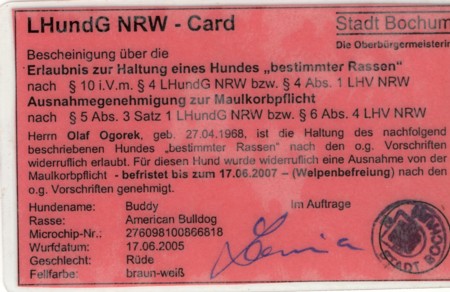 LHundG NRW - Card
Stadt Bochum
Die Oberbürgermeisterin
Bescheinigung über die
Erlaubnis zur Haltung eines Hundes „bestimmter Rassen"
nach § 10 i.V.m. § 4 LHundG NRW bzw. § 4 Abs. 1 LHV NRW
Ausnahmegenehmigung zur Maulkorbpflicht
nach § 5 Abs. 3 Satz 1 LHundG NRW bzw. § 6 Abs. 4 LHV NRW
Herrn Olaf Ogorek, geb. 27.04.1968, ist die Haltung des nachfolgend
beschriebenen Hundes „bestimmter Rassen" nach den o.g. Vorschriften
widerruflich erlaubt. Für diesen Hund wurde widerruflich eine Ausnahme von der
Maulkorbpflicht - befristet bis zum 17.06.2007 – (Welpenbefreiung) nach den
o.g. Vorschriften genehmigt.
Hundename: Buddy Im Auftrage
Rasse: American Bulldog
Microchip-Nr.: 276098100866818
Wurfdatum: 17.06.2005
Geschlecht: Rüde
Fellfarbe: braun-weiß
STADT BOCHUM